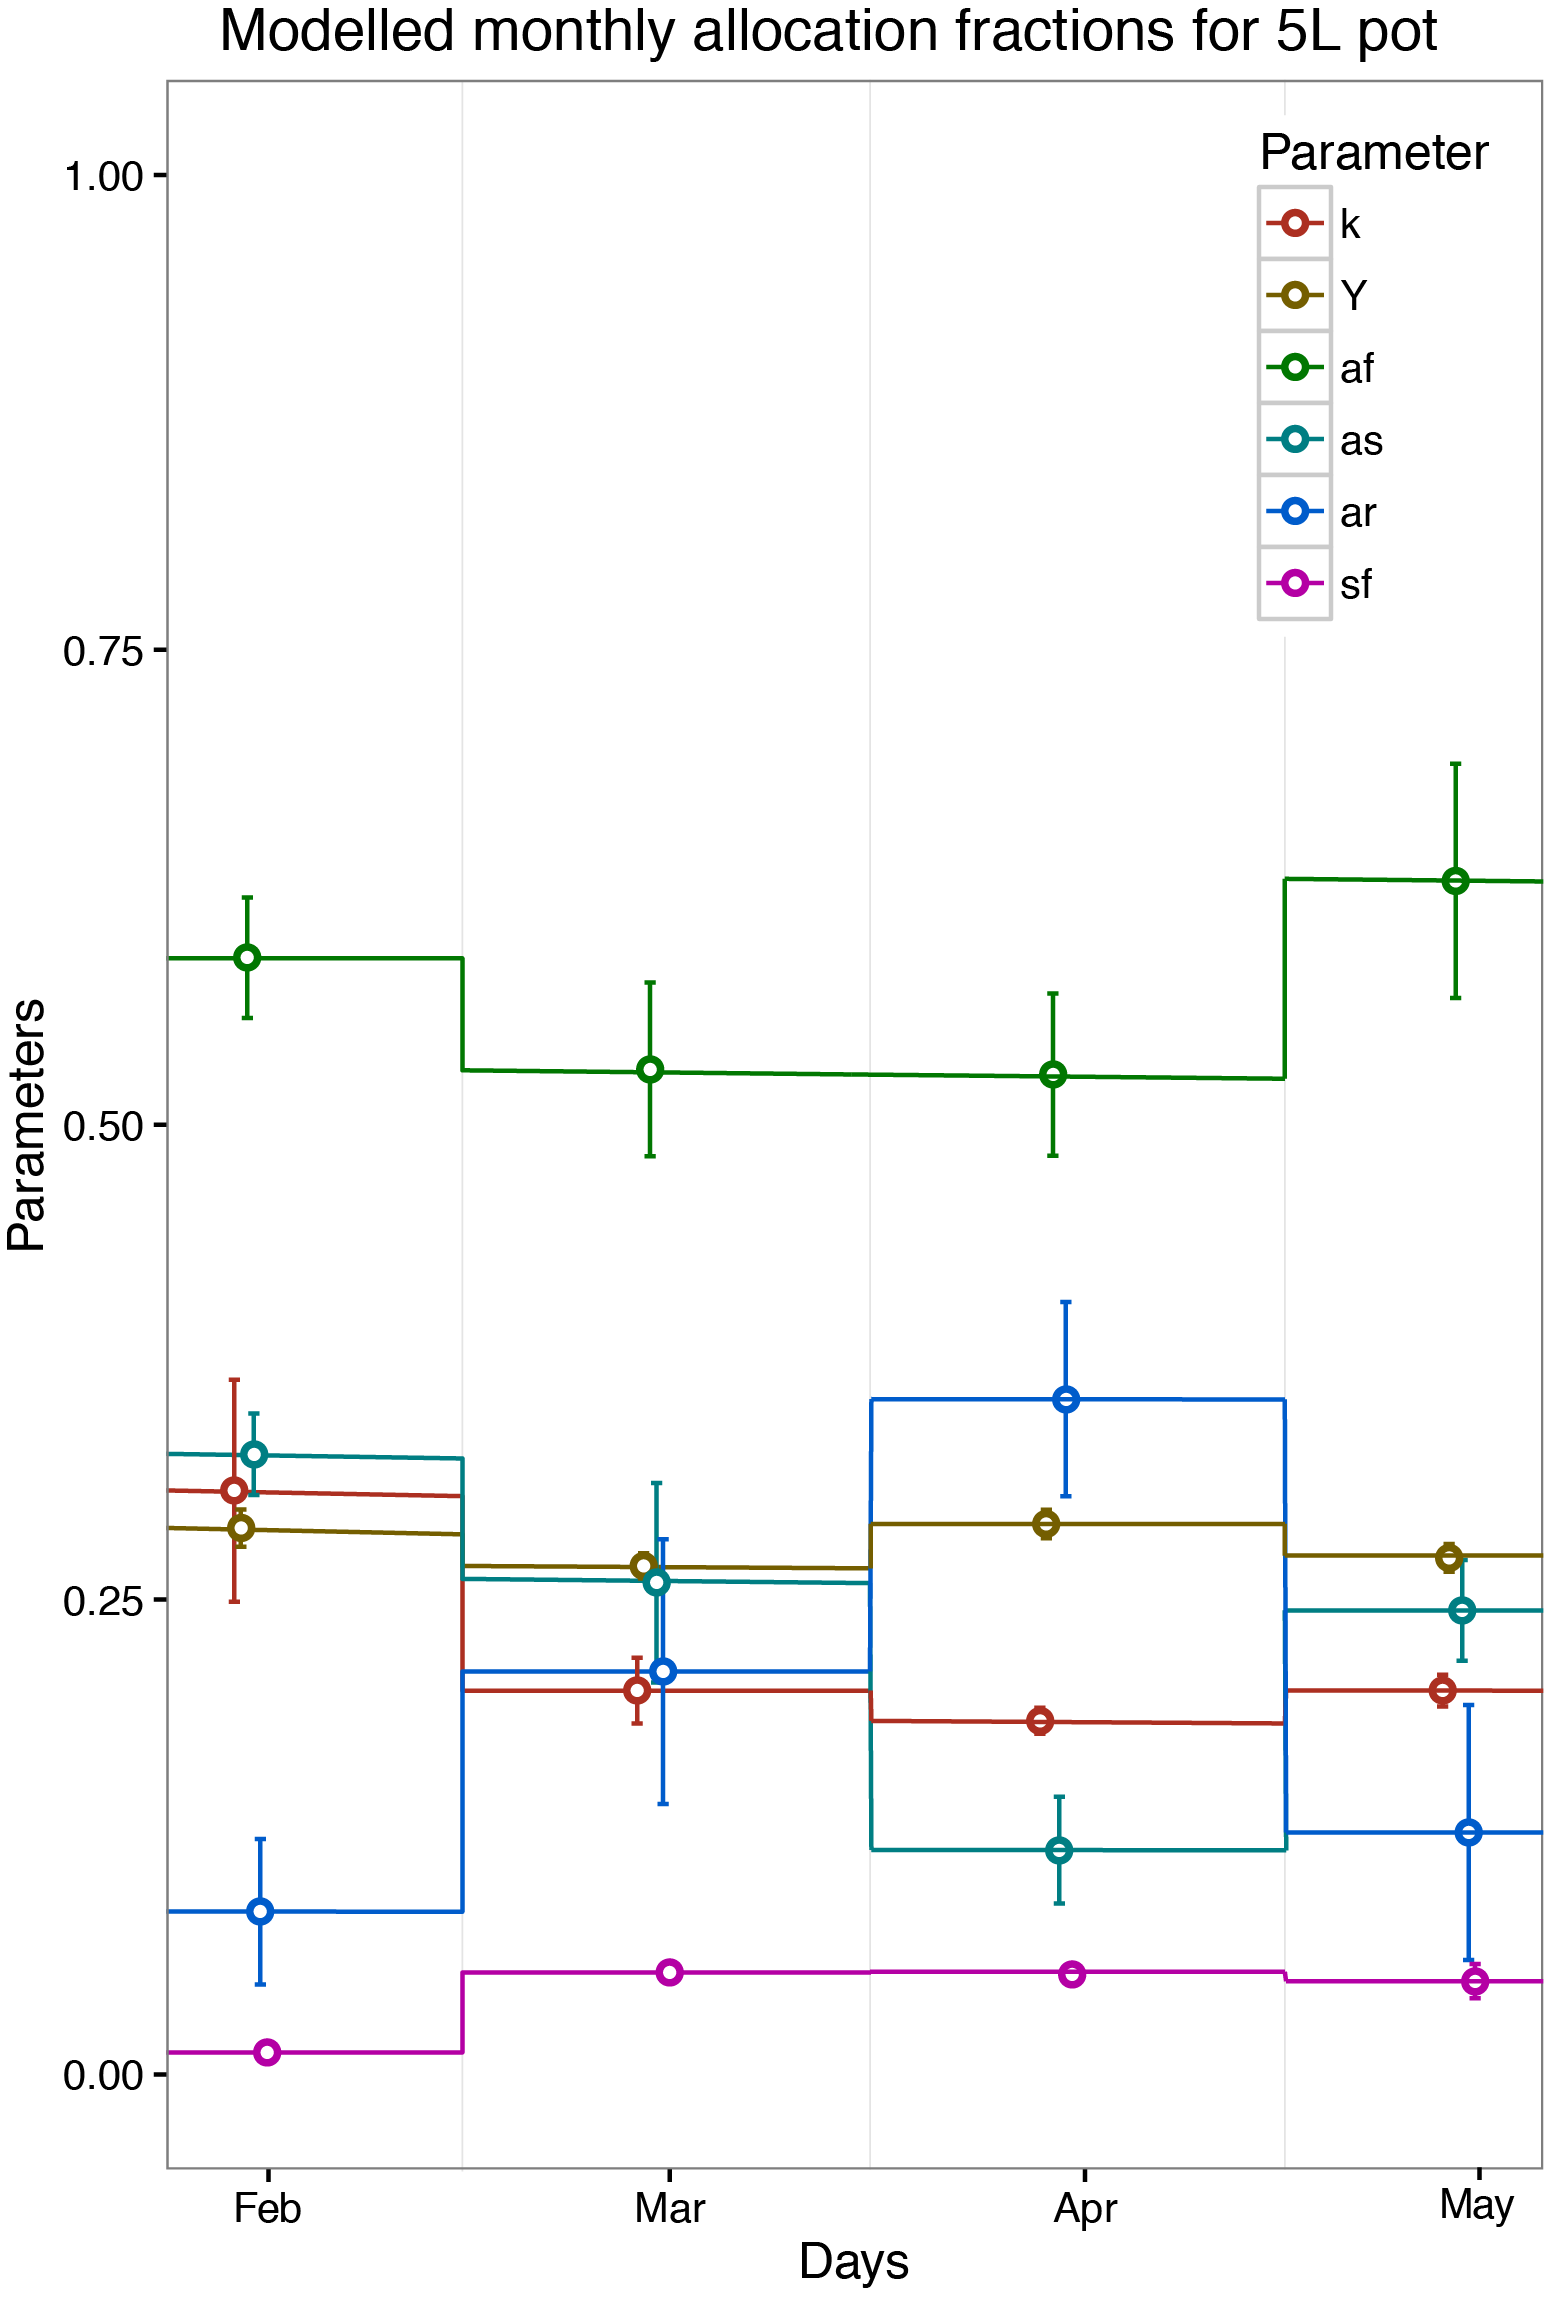 Modelled monthly allocation fractions for 5L pot
Parameter
k
Y
af
as
ar
sf
1.00
0.75
0.50
0.25
0.00
Parameters
Feb Mar Apr May
Days